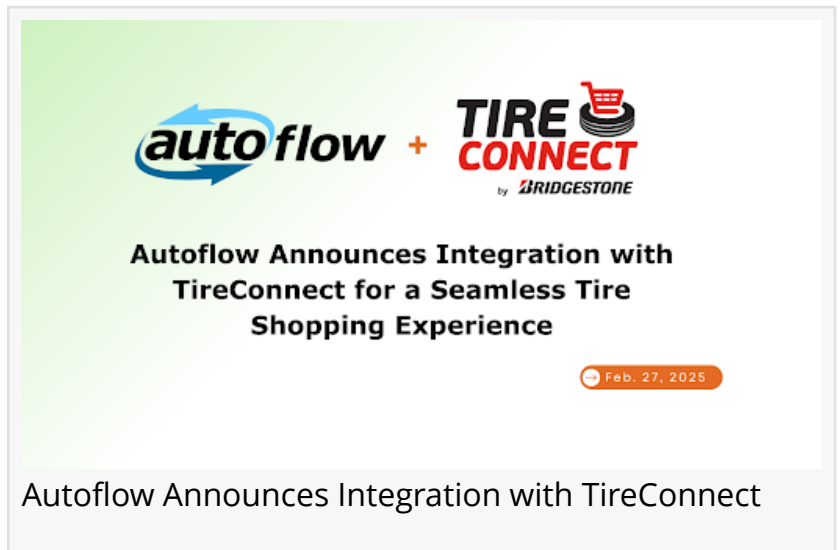 autoflow + TIRE CONNECT
by BRIDGESTONE
Autoflow Announces Integration with
TireConnect for a Seamless Tire
Shopping Experience
Feb. 27, 2025
Autoflow Announces Integration with TireConnect